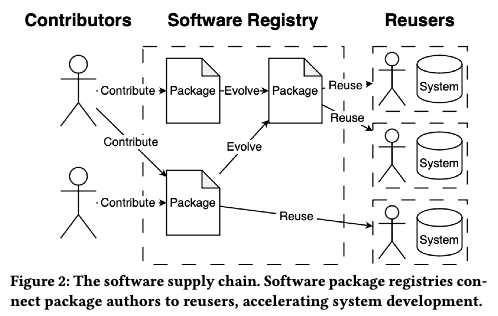 Contributors Software Registry Reusers
Contribute Package Evolve Package Reuse System
Reuse
Contribute Evolve System
Contribute Package Reuse System
Figure 2: The software supply chain. Software package registries con-
nect package authors to reusers, accelerating system development.